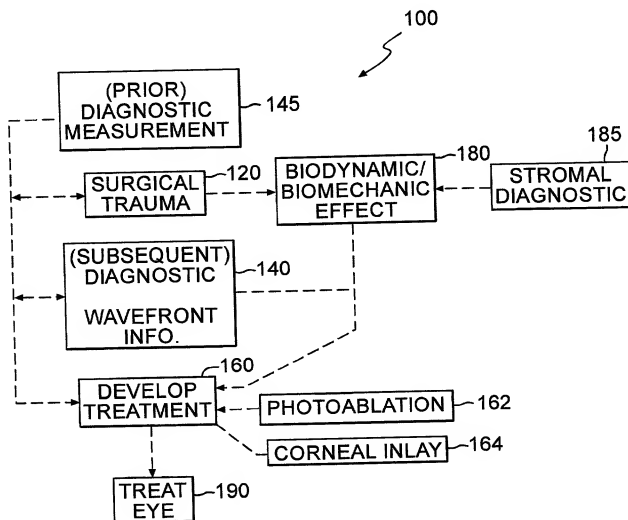 100
(PRIOR)
DIAGNOSTIC
MEASUREMENT
145
SURGICAL
TRAUMA
120
BIODYNAMIC/
BIOMECHANIC
EFFECT
180
STROMAL
DIAGNOSTIC
185
(SUBSEQUENT)
DIAGNOSTIC
WAVEFRONT
INFO.
140
DEVELOP
TREATMENT
160
PHOTOABLATION
162
CORNEAL INLAY
164
TREAT
EYE
190